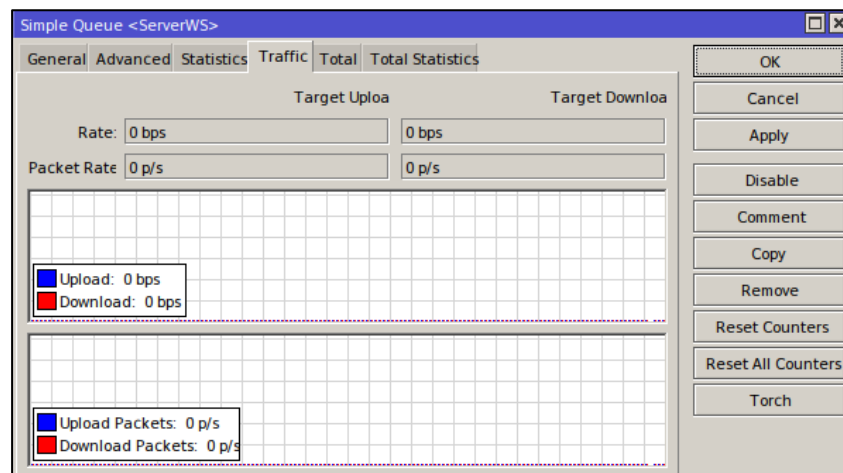 Simple Queue <ServerWS>
General Advanced Statistics Traffic Total Total Statistics
Target Uploa Target Downloa
Rate: 0 bps 0 bps
Packet Rate 0 p/s 0 p/s
Upload: 0 bps
Download: 0 bps
Upload Packets: 0 p/s
Download Packets: 0 p/s
OK
Cancel
Apply
Disable
Comment
Copy
Remove
Reset Counters
Reset All Counters
Torch